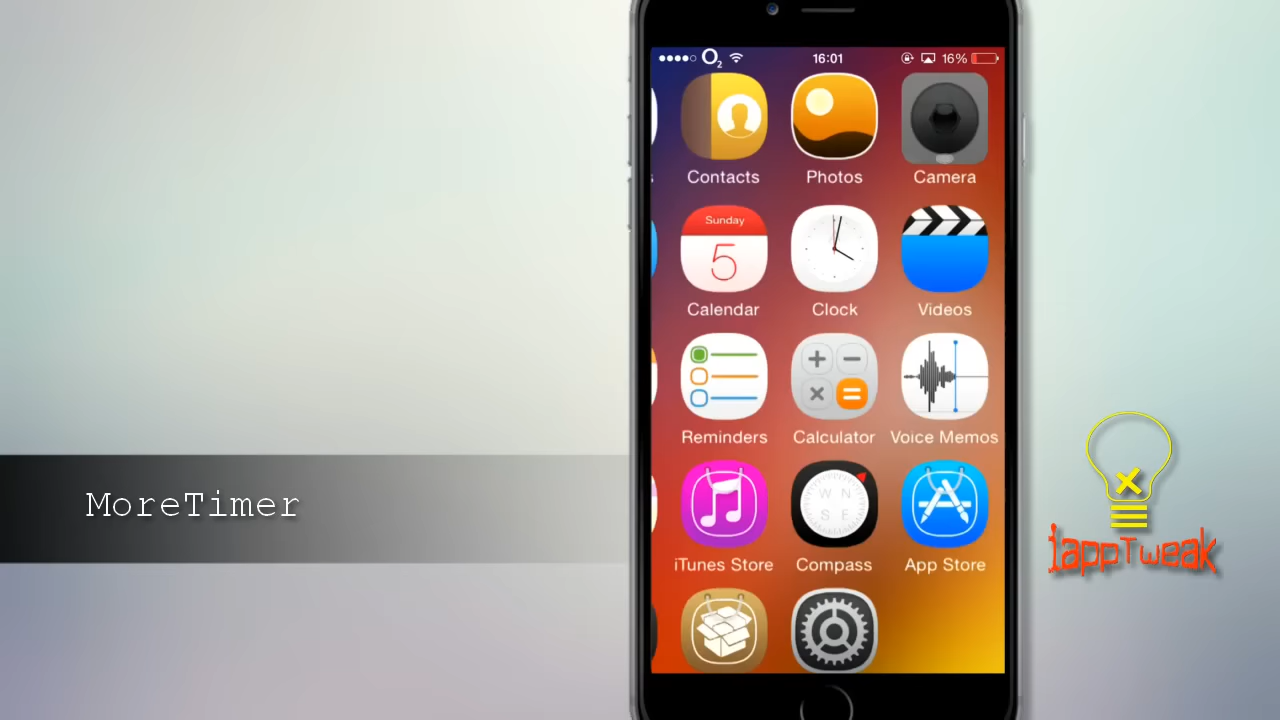 O2 16:01 16%
Contacts Photos Camera
Sunday
5
Calendar Clock Videos
Reminders Calculator Voice Memos
W N
S E
iTunes Store Compass App Store
MoreTimer
iappTweak